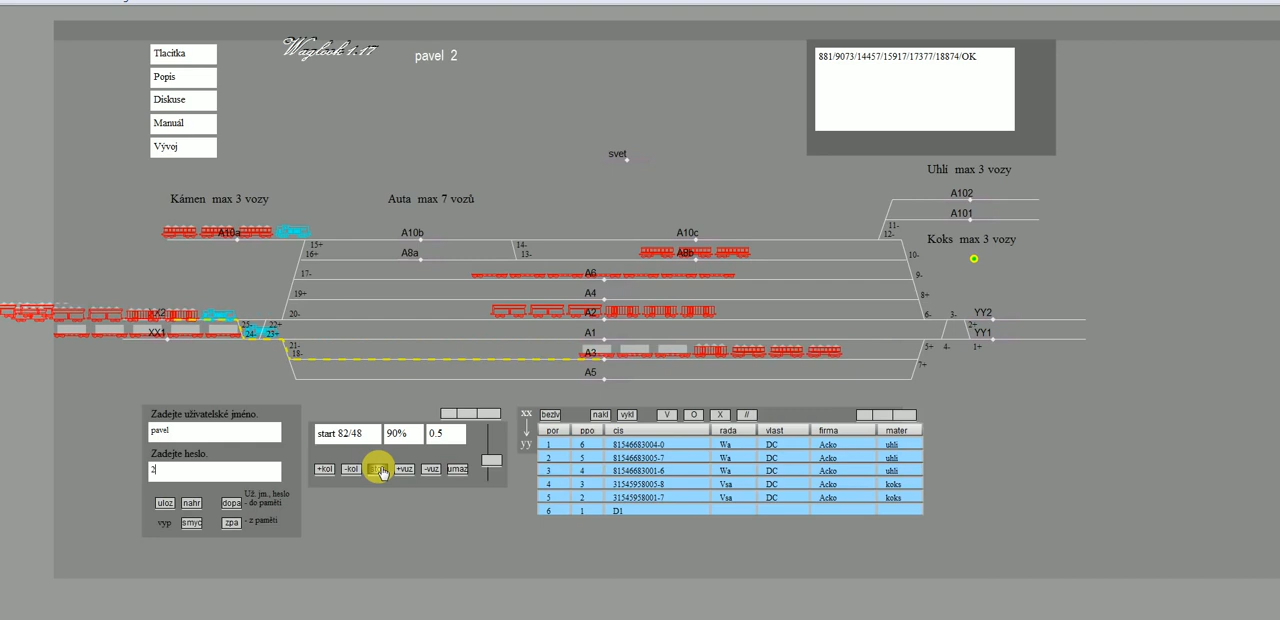 Tlacitka
Popis
Diskuse
Manuál
Vývoj
Waglook 1.17
pavel 2
881/9073/14457/15917/17377/18874/OK
svet
Uhlí max 3 vozy
Kámen max 3 vozy
Auta max 7 vozů
A102
A101
11-
12-
Koks max 3 vozy
A10a
A10b
A10c
15+
16+
14-
13-
A8a
A8b
10-
17-
A6
9-
19+
A4
8+
20-
A2
6-
3-
YY2
25-
22+
2+
24-
23+
XX1
A1
YY1
21-
5+
4-
1+
18-
A3
7+
A5
Zadejte uživatelské jméno.
pavel
Zadejte heslo.
2
uloz
nahr
dopa
Už. jm., heslo
- do paměti
vyp
smyc
zpa
- z paměti
start 82/48
90%
0.5
+kol
-kol
+vuz
-vuz
umaz
xx
yy
bezlv
nakl
vykl
V
O
X
//
por ppo cis rada vlast firma mater
1 6 81546683004-0 Wa DC Acko uhli
2 5 81546683005-7 Wa DC Acko uhli
3 4 81546683001-6 Wa DC Acko uhli
4 3 31545958005-8 Vsa DC Acko koks
5 2 31545958001-7 Vsa DC Acko koks
6 1 D1